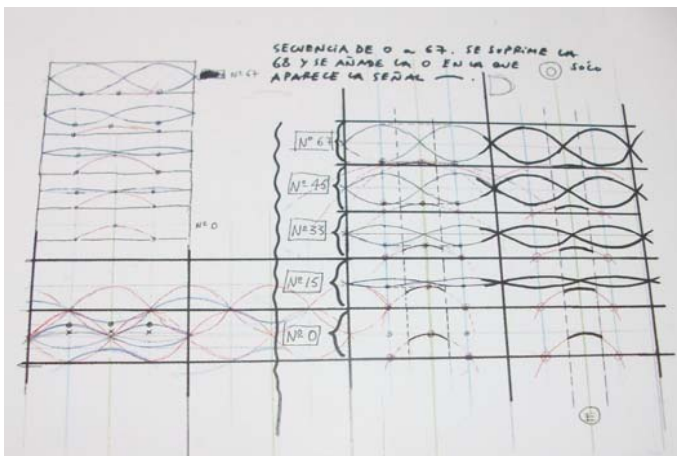 SECUENCIA DE 0 a 67. SE SUPRIME LA
68 Y SE AÑADE LA 0 EN LA QUE SÓLO
APARECE LA SEÑAL
Nº 67
Nº 0
Nº 67
Nº 45
Nº 33
Nº 15
Nº 0
E